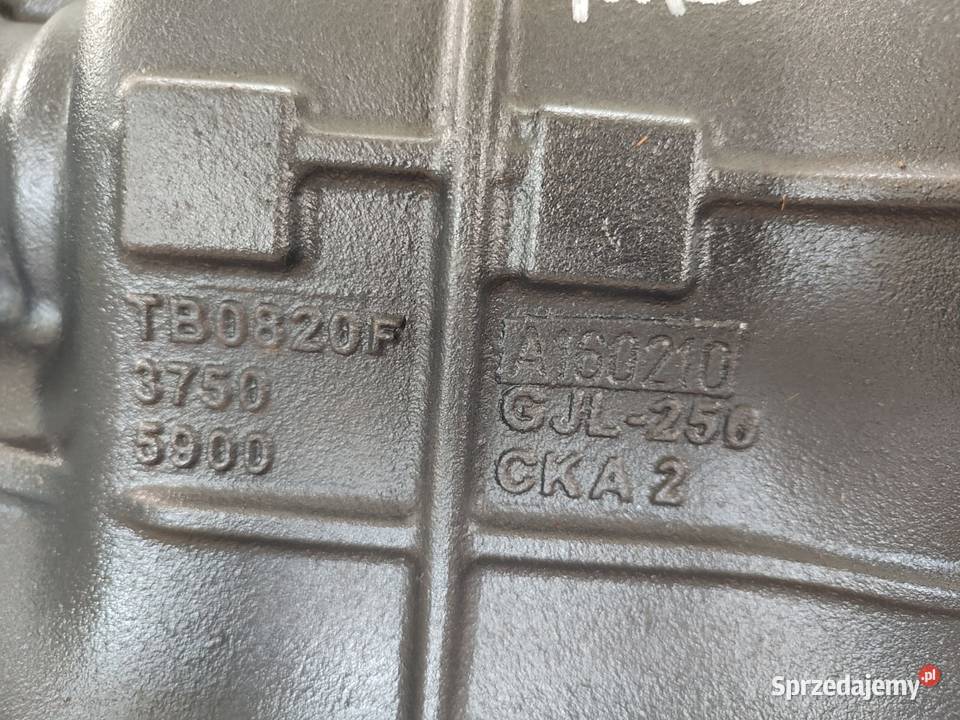 TB0820F
3750
5900
A160210
GJL-250
CKA 2
Sprzedajemy.pl